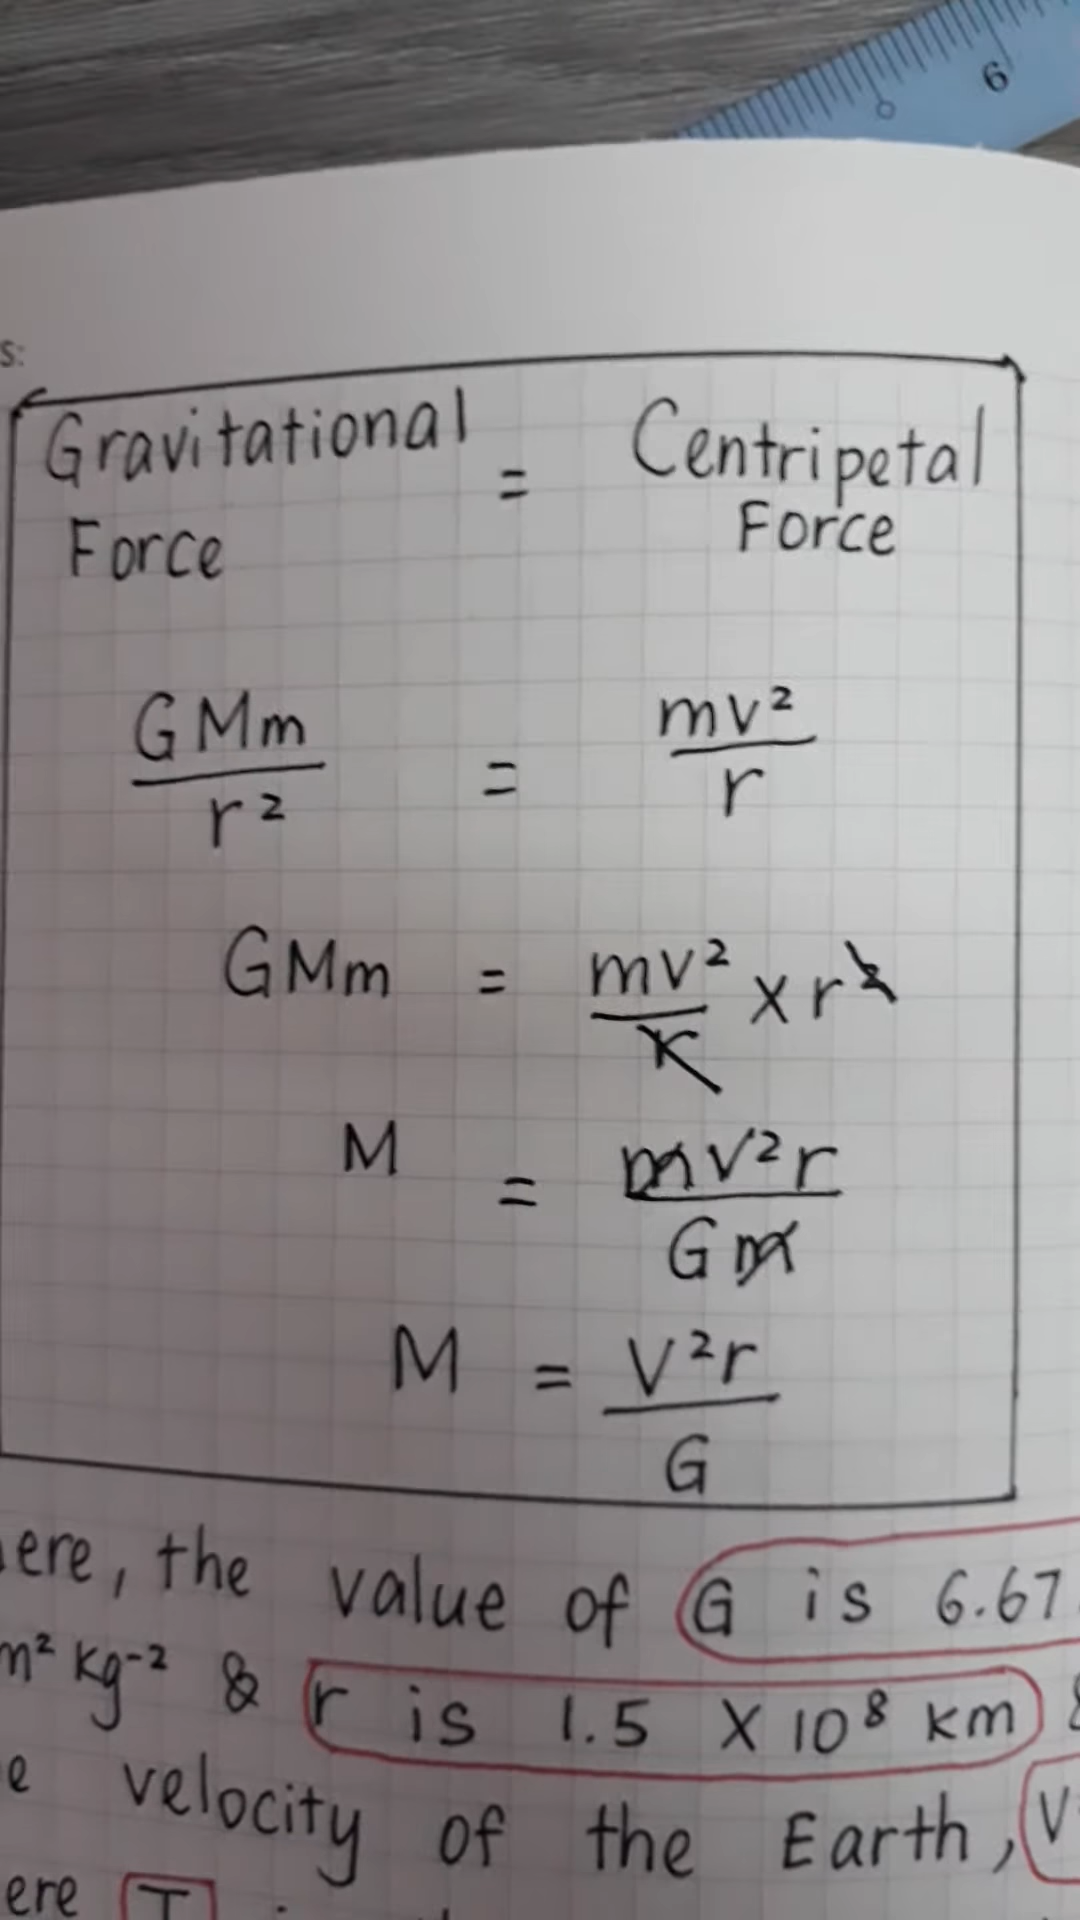 6
s:
Gravitational Force = Centripetal Force
GMm/r² = mv²/r
GMm = mv²/r × r²
M = mv²r/Gm
M = V²r/G
ere, the value of G is 6.67
m² kg⁻² & r is 1.5 × 10⁸ km
e velocity of the Earth, V
ere T